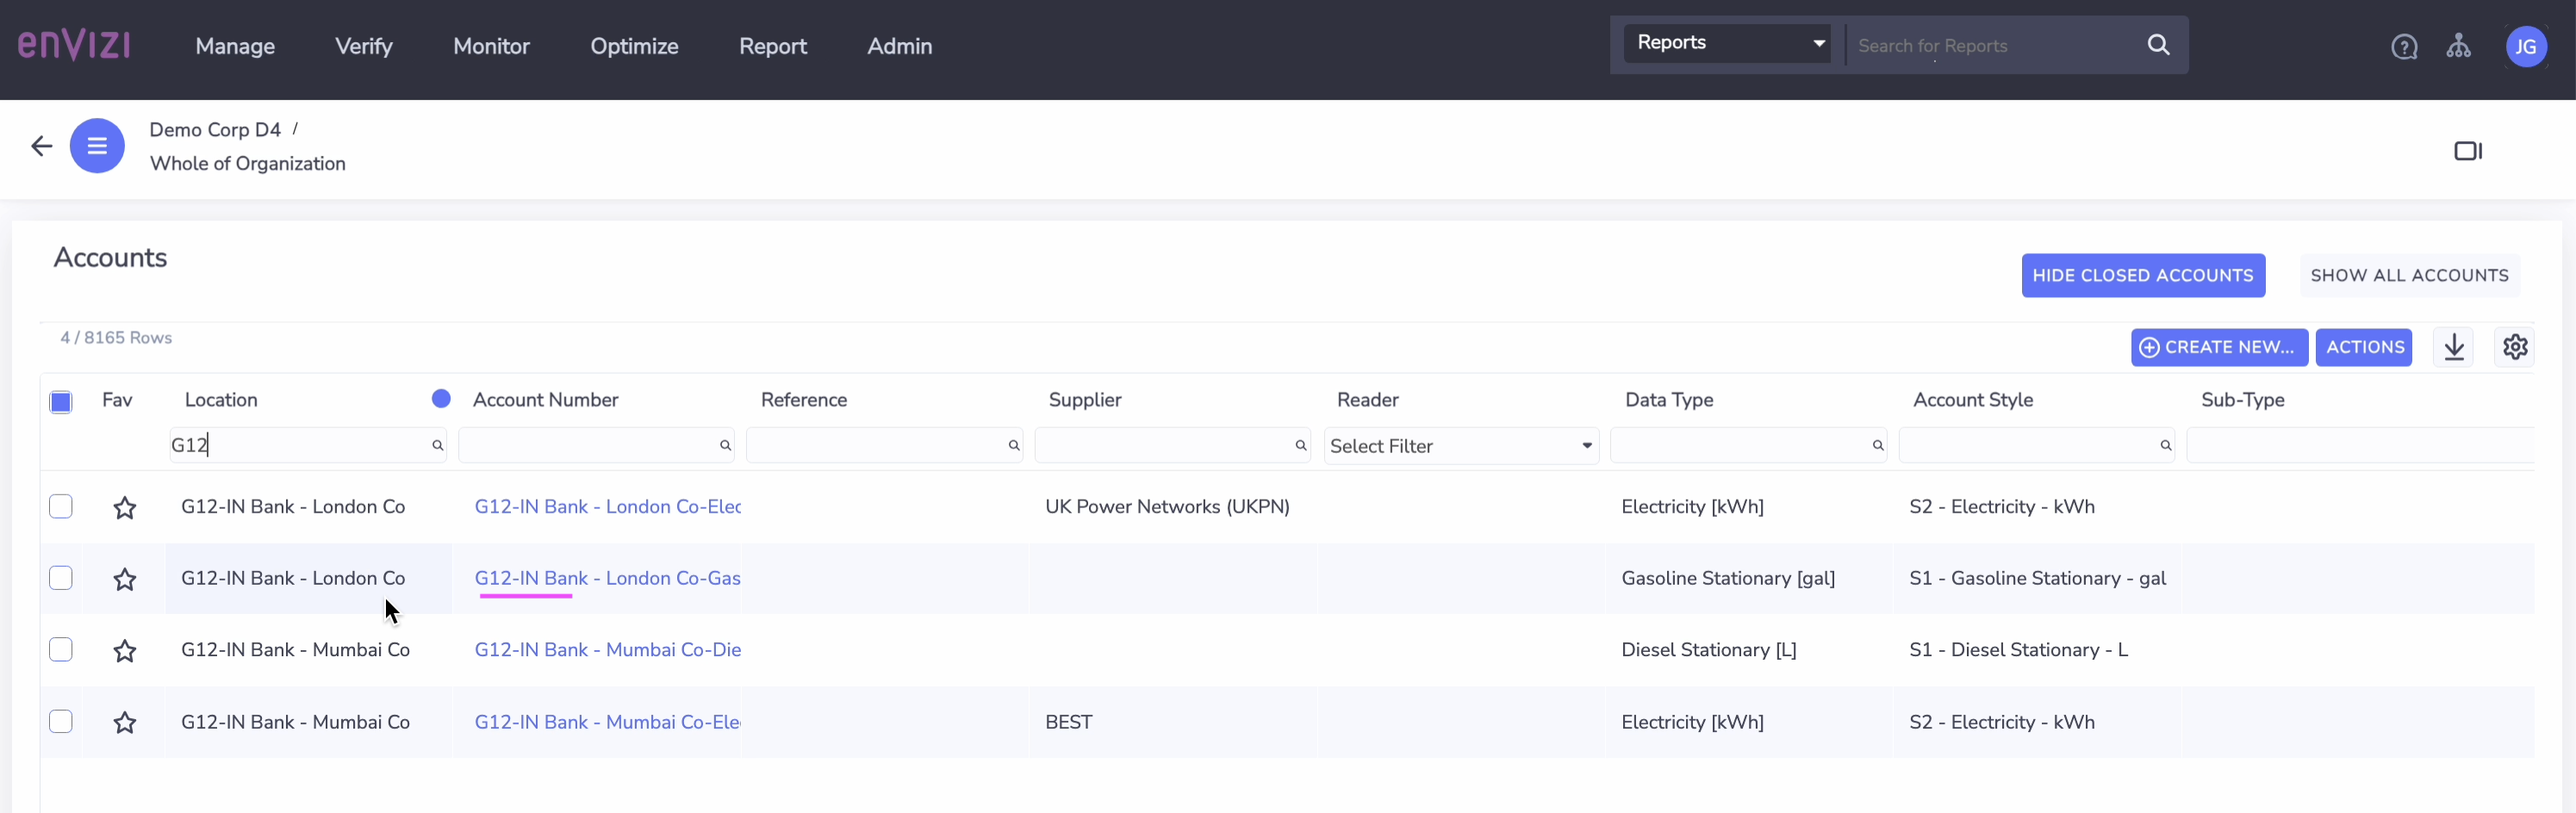 enVIZI Manage Verify Monitor Optimize Report Admin Reports Search for Reports JG
Demo Corp D4 /
Whole of Organization
Accounts
HIDE CLOSED ACCOUNTS SHOW ALL ACCOUNTS
4 / 8165 Rows
CREATE NEW... ACTIONS
Fav Location Account Number Reference Supplier Reader Data Type Account Style Sub-Type
G12 Select Filter
G12-IN Bank - London Co G12-IN Bank - London Co-Elec UK Power Networks (UKPN) Electricity [kWh] S2 - Electricity - kWh
G12-IN Bank - London Co G12-IN Bank - London Co-Gas Gasoline Stationary [gal] S1 - Gasoline Stationary - gal
G12-IN Bank - Mumbai Co G12-IN Bank - Mumbai Co-Die Diesel Stationary [L] S1 - Diesel Stationary - L
G12-IN Bank - Mumbai Co G12-IN Bank - Mumbai Co-Ele BEST Electricity [kWh] S2 - Electricity - kWh